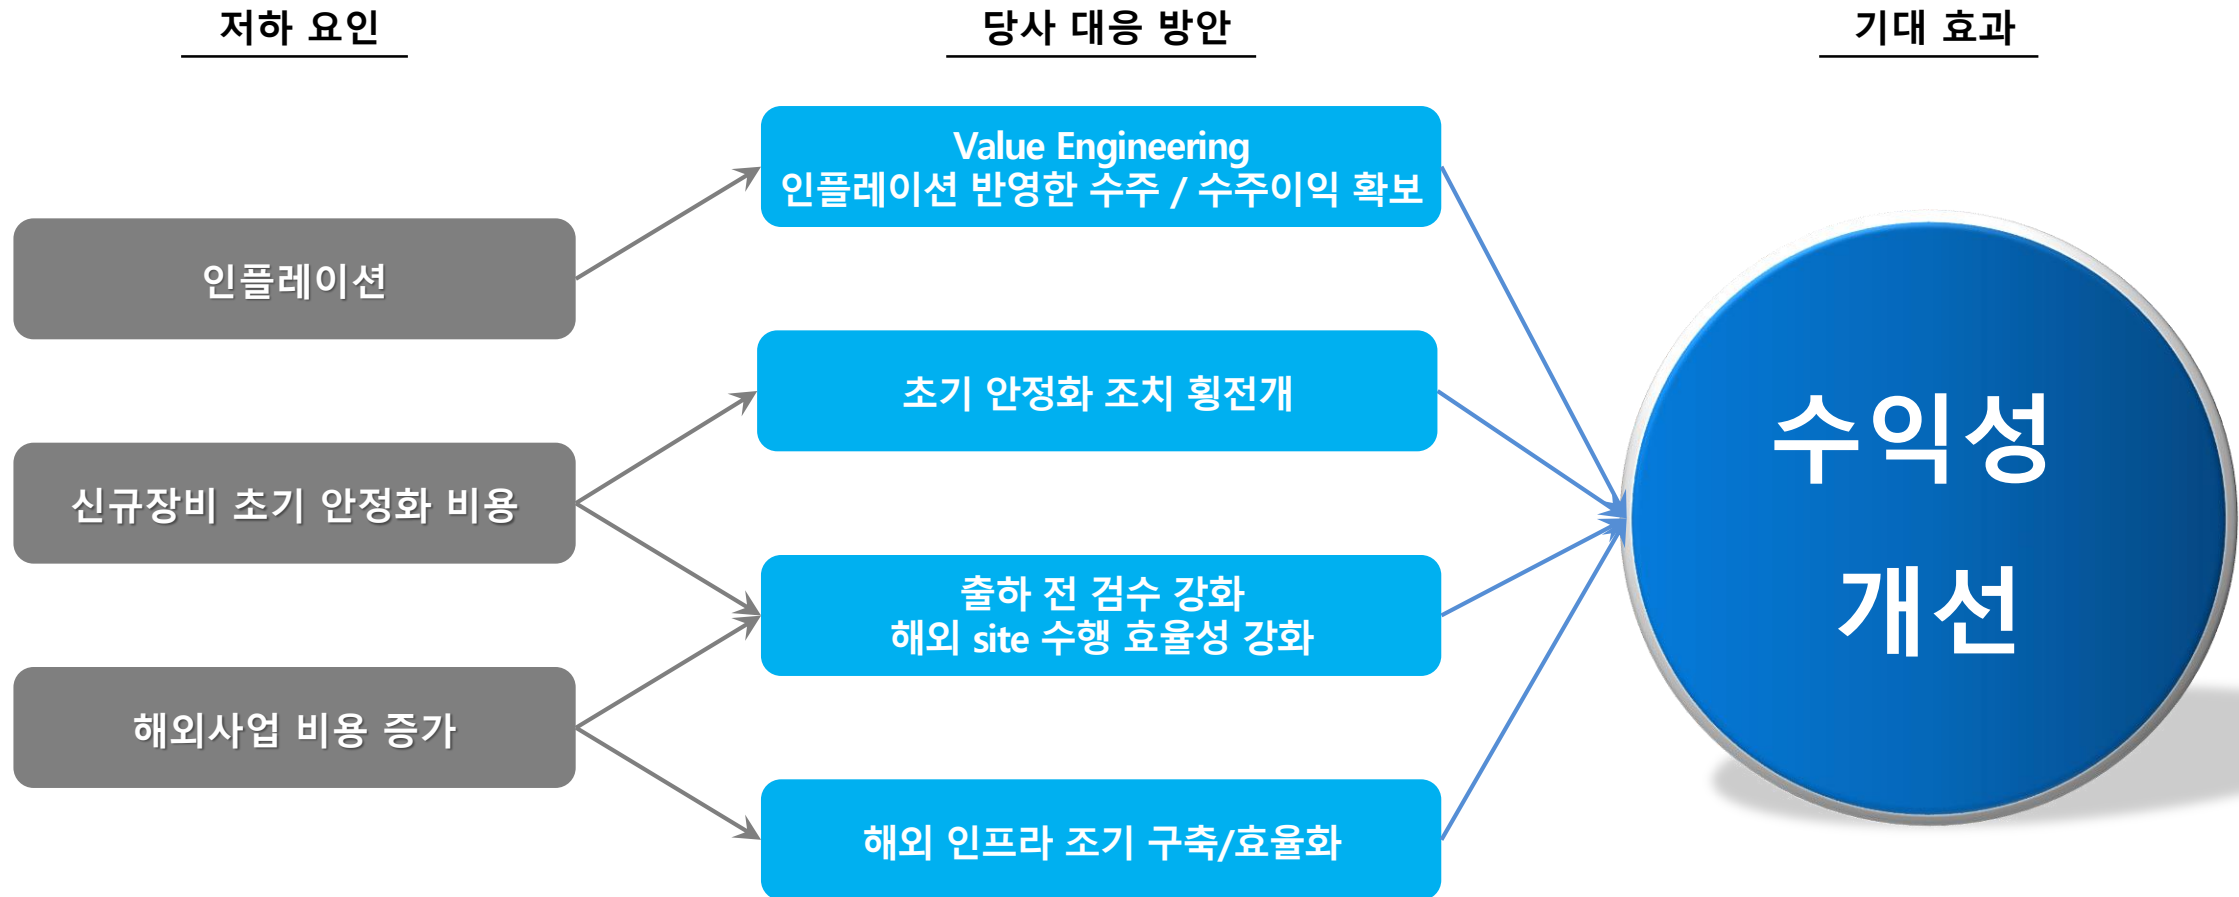 저하 요인
당사 대응 방안
기대 효과
인플레이션
신규장비 초기 안정화 비용
해외사업 비용 증가
Value Engineering
인플레이션 반영한 수주 / 수주이익 확보
초기 안정화 조치 횡전개
출하 전 검수 강화
해외 site 수행 효율성 강화
해외 인프라 조기 구축/효율화
수익성
개선